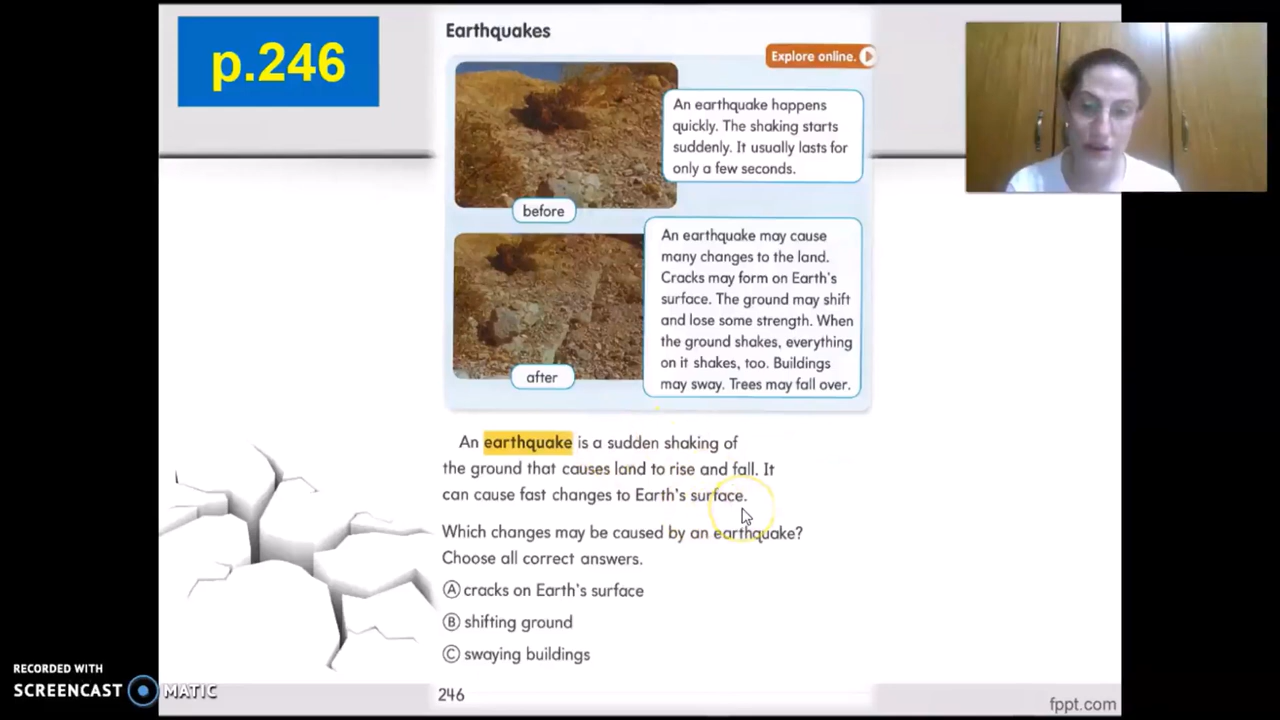 p.246
Earthquakes
Explore online.
An earthquake happens
quickly. The shaking starts
suddenly. It usually lasts for
only a few seconds.
before
An earthquake may cause
many changes to the land.
Cracks may form on Earth's
surface. The ground may shift
and lose some strength. When
the ground shakes, everything
on it shakes, too. Buildings
may sway. Trees may fall over.
after
An earthquake is a sudden shaking of
the ground that causes land to rise and fall. It
can cause fast changes to Earth's surface.
Which changes may be caused by an earthquake?
Choose all correct answers.
A cracks on Earth's surface
B shifting ground
C swaying buildings
246
RECORDED WITH
SCREENCAST MATIC
fppt.com